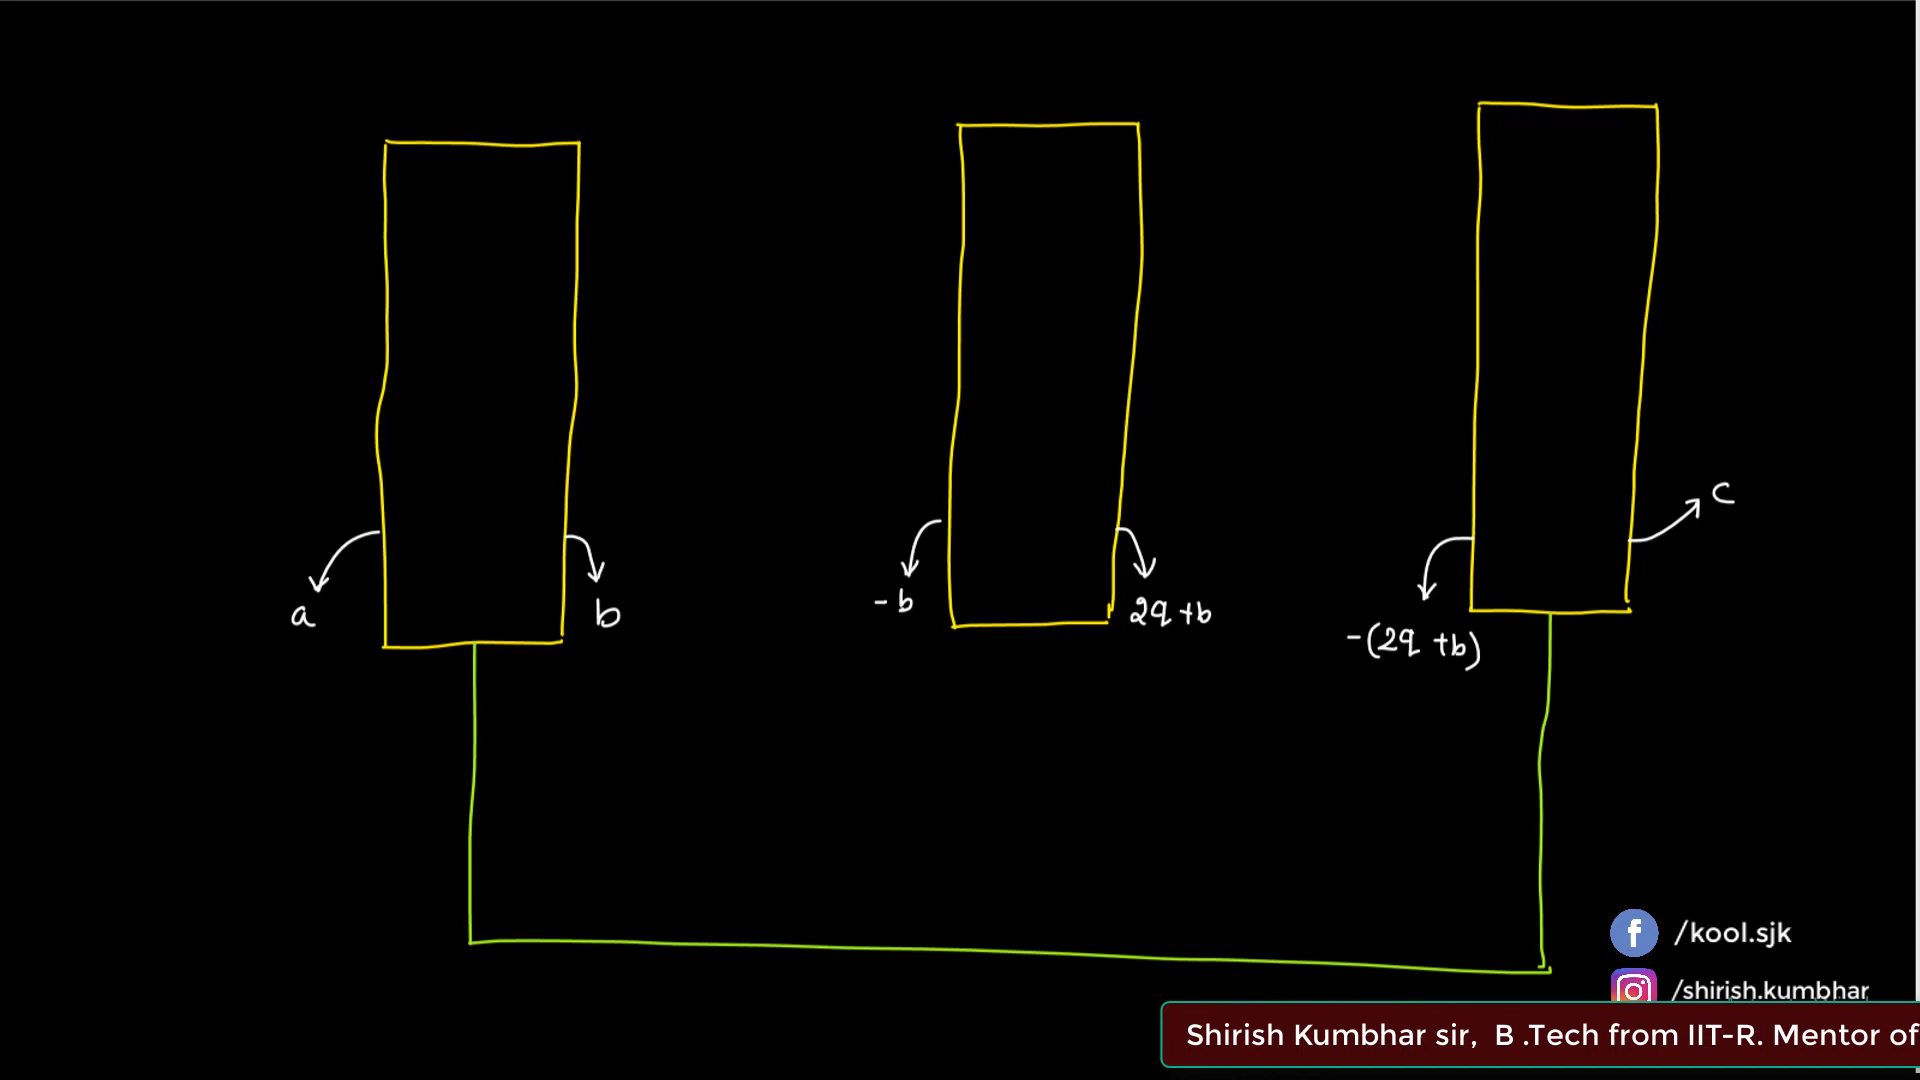 c
a
b
-b
2q+b
-(2q+b)
/kool.sjk
/shirish.kumbhar
Shirish Kumbhar sir, B .Tech from IIT-R. Mentor of